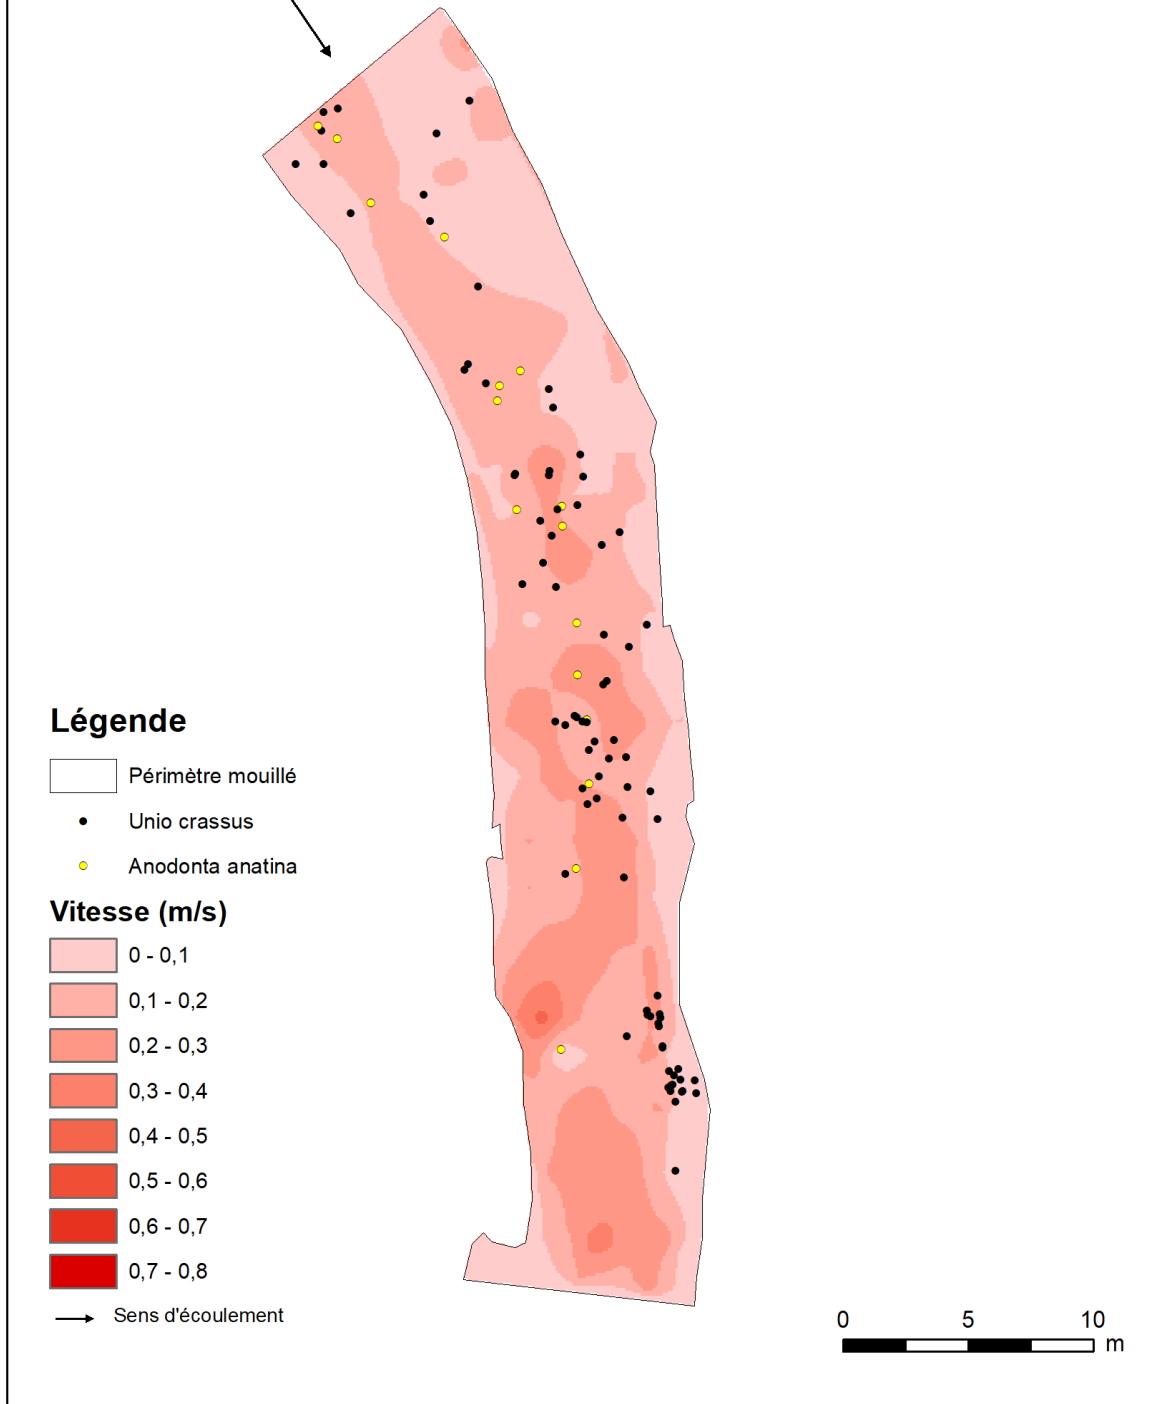 Légende
Périmètre mouillé
Unio crassus
Anodonta anatina
Vitesse (m/s)
0 - 0,1
0,1 - 0,2
0,2 - 0,3
0,3 - 0,4
0,4 - 0,5
0,5 - 0,6
0,6 - 0,7
0,7 - 0,8
Sens d'écoulement
0 5 10
m